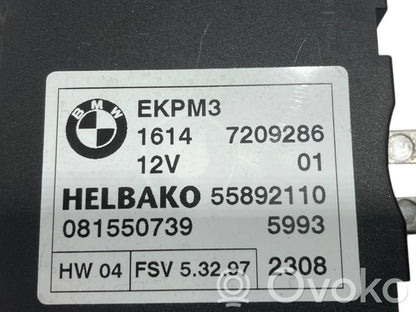 BMW
EKPM3
1614 7209286
12V 01
HELBAKO 55892110
081550739 5993
HW 04 FSV 5.32.97 2308
Ovoko